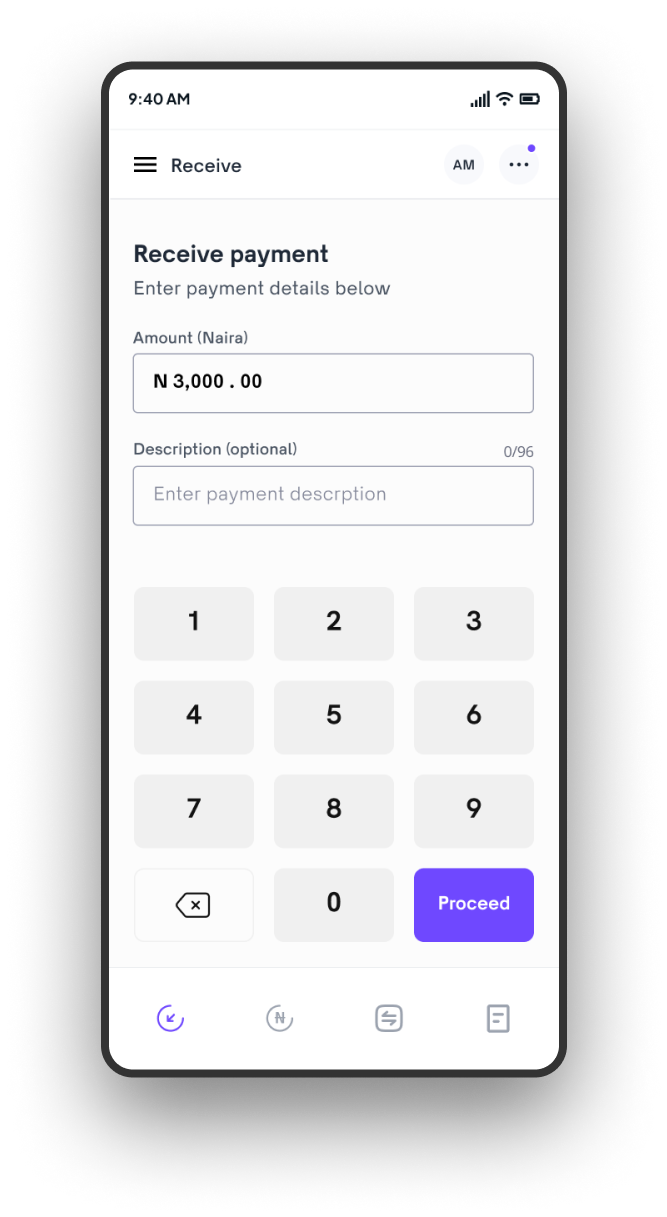 9:40 AM
Receive
AM
Receive payment
Enter payment details below
Amount (Naira)
N 3,000 . 00
Description (optional)
0/96
Enter payment descrption
1 2 3
4 5 6
7 8 9
0 Proceed
₦